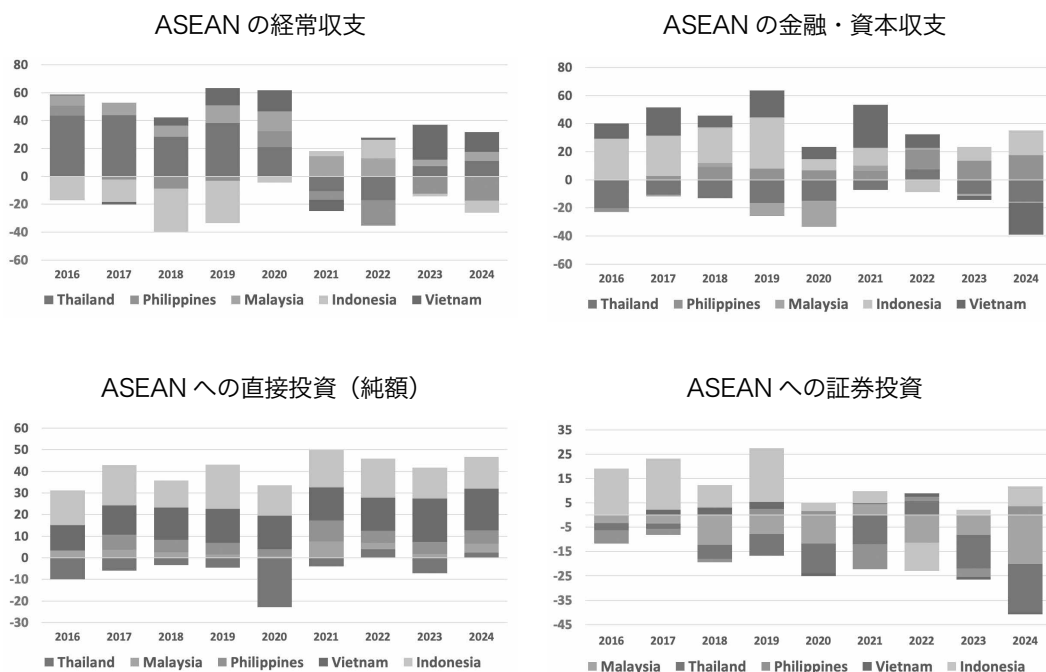 ASEAN の経常収支
80
60
40
20
0
-20
-40
-60
2016 2017 2018 2019 2020 2021 2022 2023 2024
Thailand Philippines Malaysia Indonesia Vietnam
ASEAN の金融・資本収支
80
60
40
20
0
-20
-40
-60
2016 2017 2018 2019 2020 2021 2022 2023 2024
Thailand Philippines Malaysia Indonesia Vietnam
ASEAN への直接投資（純額）
60
50
40
30
20
10
0
-10
-20
-30
2016 2017 2018 2019 2020 2021 2022 2023 2024
Thailand Malaysia Philippines Vietnam Indonesia
ASEAN への証券投資
35
25
15
5
-5
-15
-25
-35
-45
2016 2017 2018 2019 2020 2021 2022 2023 2024
Malaysia Thailand Philippines Vietnam Indonesia